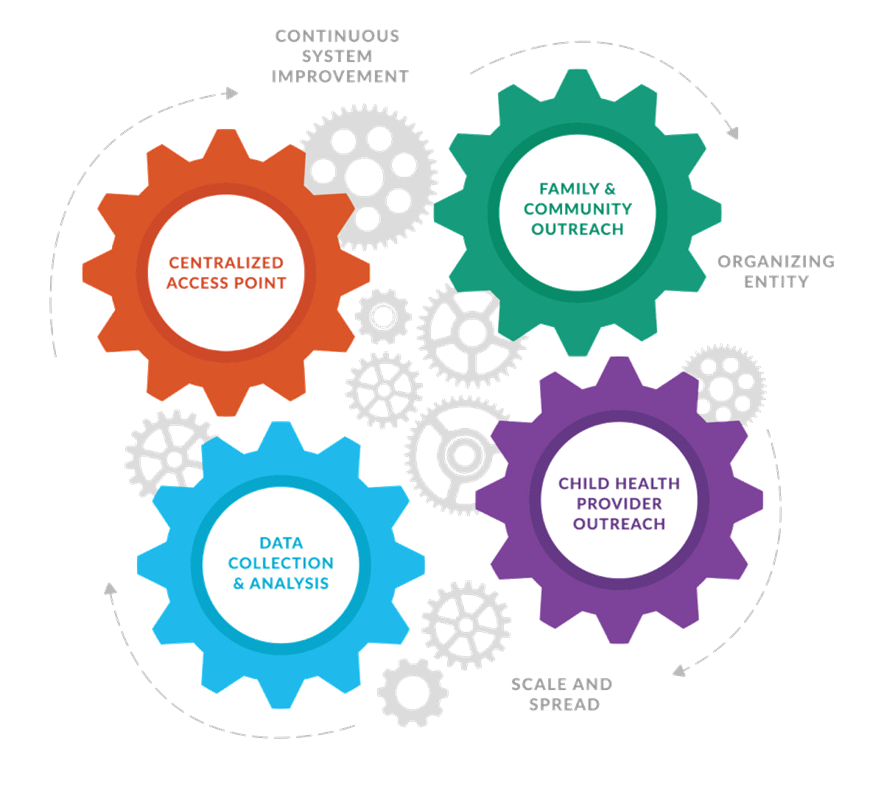 CONTINUOUS
SYSTEM
IMPROVEMENT
FAMILY &
COMMUNITY
OUTREACH
CENTRALIZED
ACCESS POINT
ORGANIZING
ENTITY
CHILD HEALTH
PROVIDER
OUTREACH
DATA
COLLECTION
& ANALYSIS
SCALE AND
SPREAD